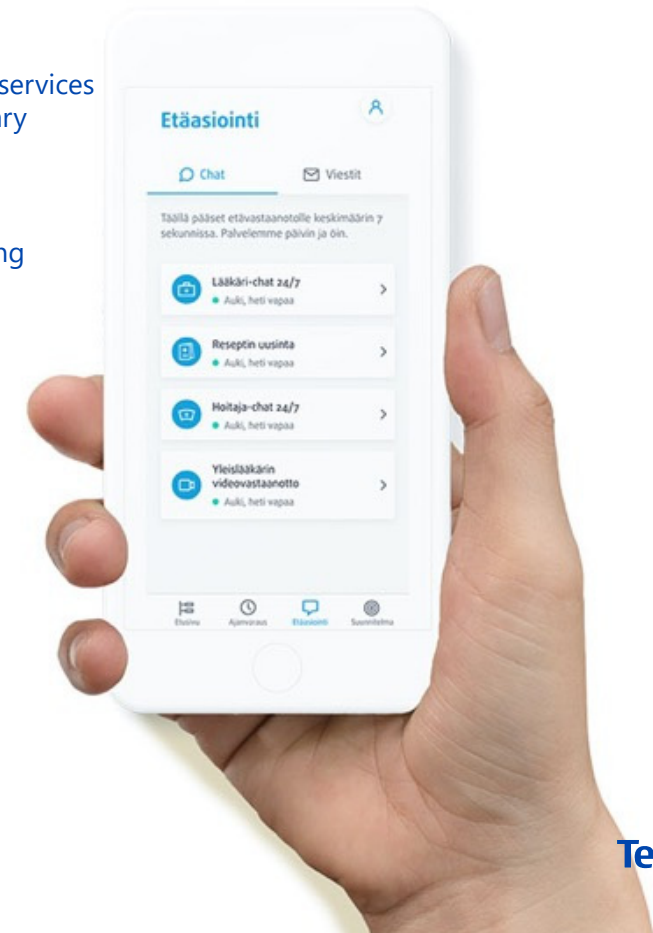 services
ary
ng
Etäasiointi
Chat
Viestit
Täällä pääset etävastaanotolle keskimäärin 7
sekunnissa. Palvelemme päivin ja öin.
Lääkäri-chat 24/7
Auki, heti vapaa
Reseptin uusinta
Auki, heti vapaa
Hoitaja-chat 24/7
Auki, heti vapaa
Yleislääkärin
videovastaanotto
Auki, heti vapaa
Etusivu Ajanvaraus Etäasiointi Suunnitelma
Te